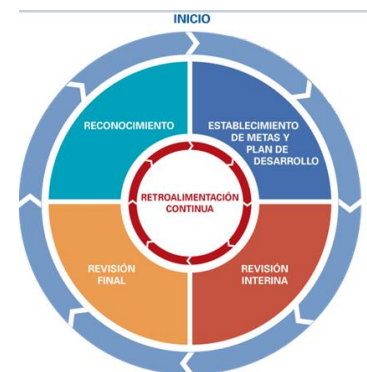 INICIO
RECONOCIMIENTO
ESTABLECIMIENTO
DE METAS Y
PLAN DE
DESARROLLO
RETROALIMENTACIÓN
CONTINUA
REVISIÓN
FINAL
REVISIÓN
INTERINA